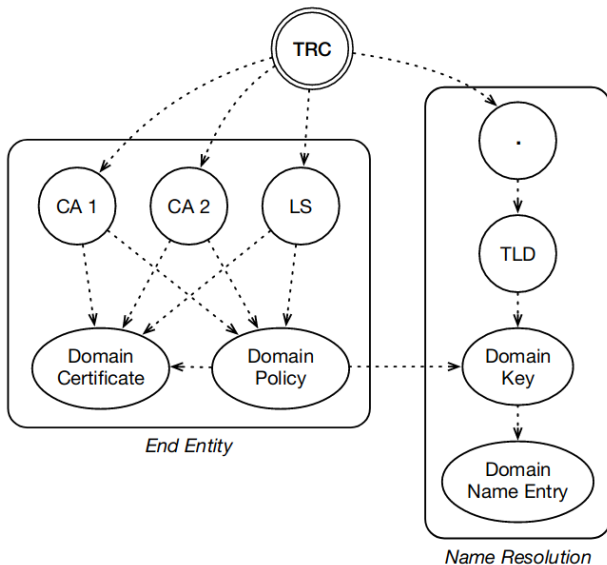 TRC
.
CA 1
CA 2
LS
TLD
Domain
Certificate
Domain
Policy
Domain
Key
End Entity
Domain
Name Entry
Name Resolution